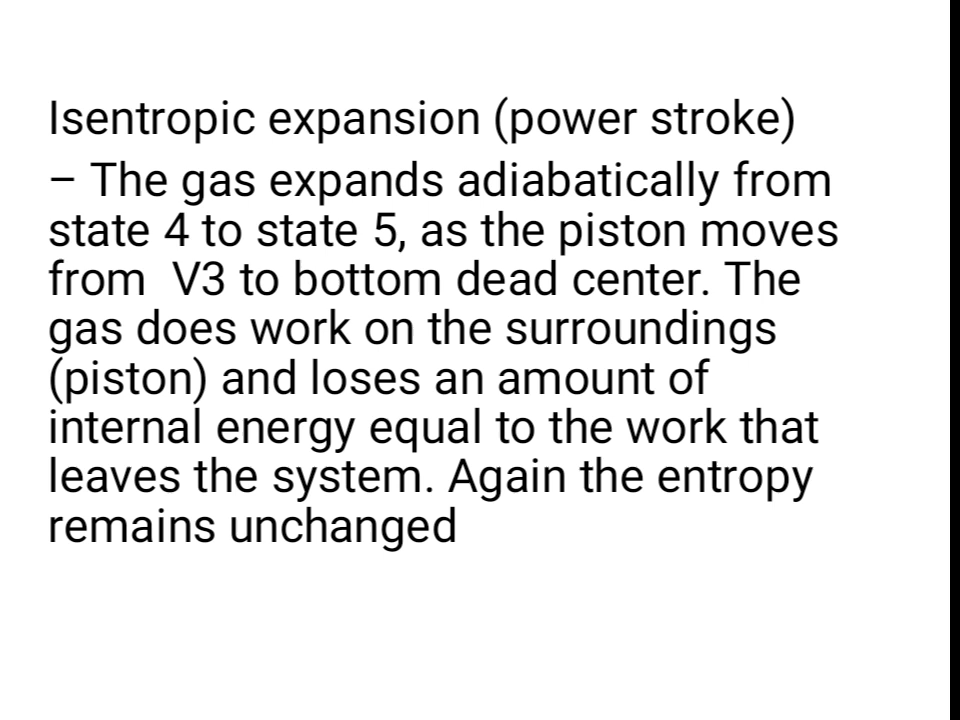 Isentropic expansion (power stroke)
– The gas expands adiabatically from
state 4 to state 5, as the piston moves
from  V3 to bottom dead center. The
gas does work on the surroundings
(piston) and loses an amount of
internal energy equal to the work that
leaves the system. Again the entropy
remains unchanged